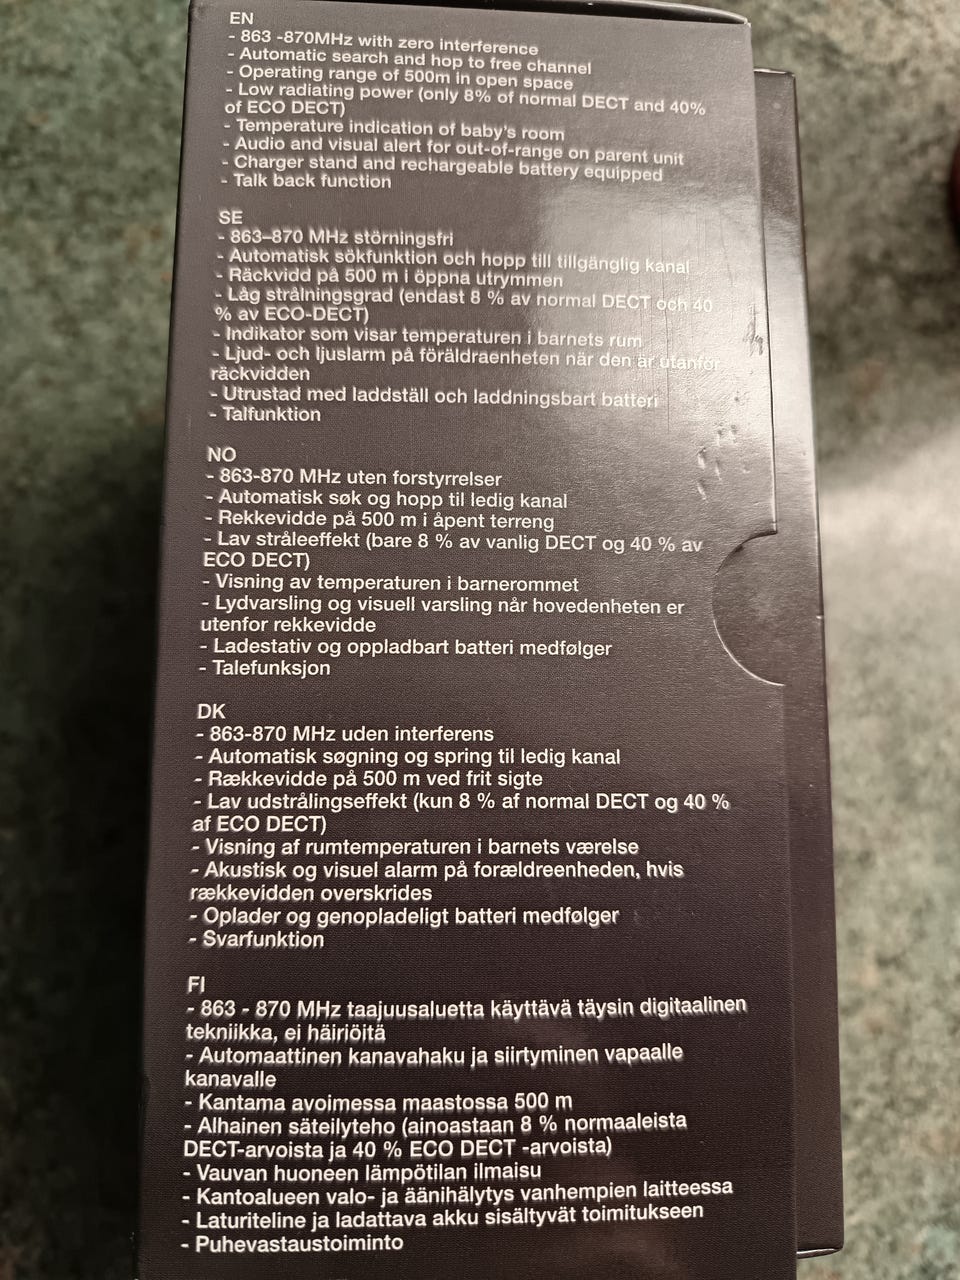 EN
- 863 -870MHz with zero interference
- Automatic search and hop to free channel
- Operating range of 500m in open space
- Low radiating power (only 8% of normal DECT and 40%
of ECO DECT)
- Temperature indication of baby's room
- Audio and visual alert for out-of-range on parent unit
- Charger stand and rechargeable battery equipped
- Talk back function
SE
- 863–870 MHz störningsfri
- Automatisk sökfunktion och hopp till tillgänglig kanal
- Räckvidd på 500 m i öppna utrymmen
- Låg strålningsgrad (endast 8 % av normal DECT och 40
% av ECO-DECT)
- Indikator som visar temperaturen i barnets rum
- Ljud- och ljuslarm på föräldraenheten när den är utanför
räckvidden
- Utrustad med laddställ och laddningsbart batteri
- Talfunktion
NO
- 863-870 MHz uten forstyrrelser
- Automatisk søk og hopp til ledig kanal
- Rekkevidde på 500 m i åpent terreng
- Lav stråleeffekt (bare 8 % av vanlig DECT og 40 % av
ECO DECT)
- Visning av temperaturen i barnerommet
- Lydvarsling og visuell varsling når hovedenheten er
utenfor rekkevidde
- Ladestativ og oppladbart batteri medfølger
- Talefunksjon
DK
- 863-870 MHz uden interferens
- Automatisk søgning og spring til ledig kanal
- Rækkevidde på 500 m ved frit sigte
- Lav udstrålingseffekt (kun 8 % af normal DECT og 40 %
af ECO DECT)
- Visning af rumtemperaturen i barnets værelse
- Akustisk og visuel alarm på forældreenheden, hvis
rækkevidden overskrides
- Oplader og genopladeligt batteri medfølger
- Svarfunktion
FI
- 863 - 870 MHz taajuusaluetta käyttävä täysin digitaalinen
tekniikka, ei häiriöitä
- Automaattinen kanavahaku ja siirtyminen vapaalle
kanavalle
- Kantama avoimessa maastossa 500 m
- Alhainen säteilyteho (ainoastaan 8 % normaaleista
DECT-arvoista ja 40 % ECO DECT -arvoista)
- Vauvan huoneen lämpötilan ilmaisu
- Kantoalueen valo- ja äänihälytys vanhempien laitteessa
- Laturiteline ja ladattava akku sisältyvät toimitukseen
- Puhevastaustoiminto